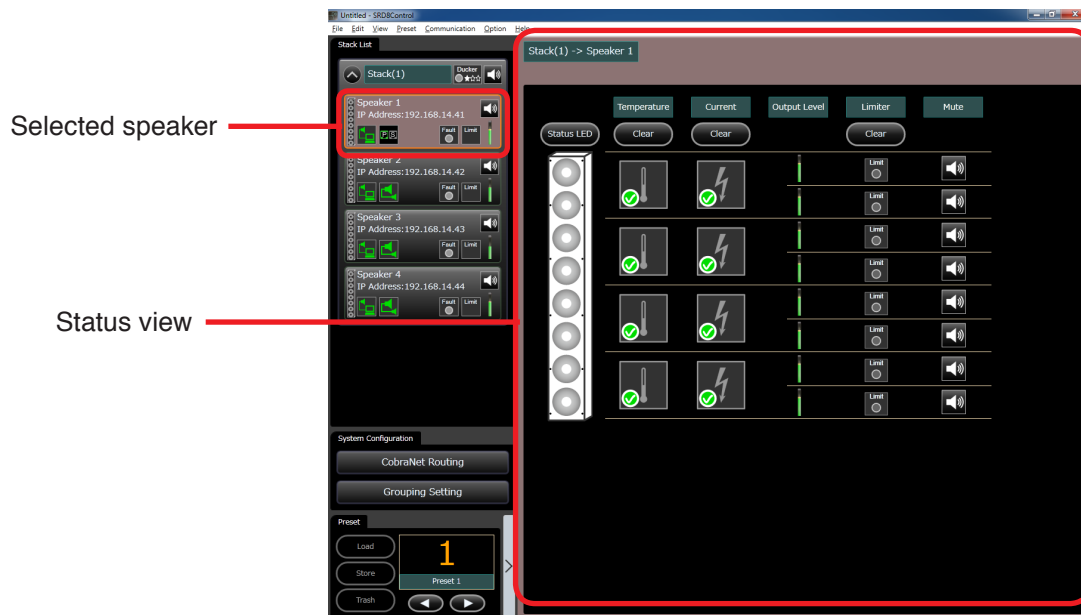 Untitled - SRD8Control
File Edit View Preset Communication Option Help
Stack List
Stack(1)
Ducker
Speaker 1
IP Address:192.168.14.41
P S
Fault Limit
Speaker 2
IP Address:192.168.14.42
Fault Limit
Speaker 3
IP Address:192.168.14.43
Fault Limit
Speaker 4
IP Address:192.168.14.44
Fault Limit
Selected speaker
Status view
System Configuration
CobraNet Routing
Grouping Setting
Preset
Load
Store
Trash
1
Preset 1
Stack(1) -> Speaker 1
Temperature Current Output Level Limiter Mute
Status LED Clear Clear Clear
Limit
Limit
Limit
Limit
Limit
Limit
Limit
Limit